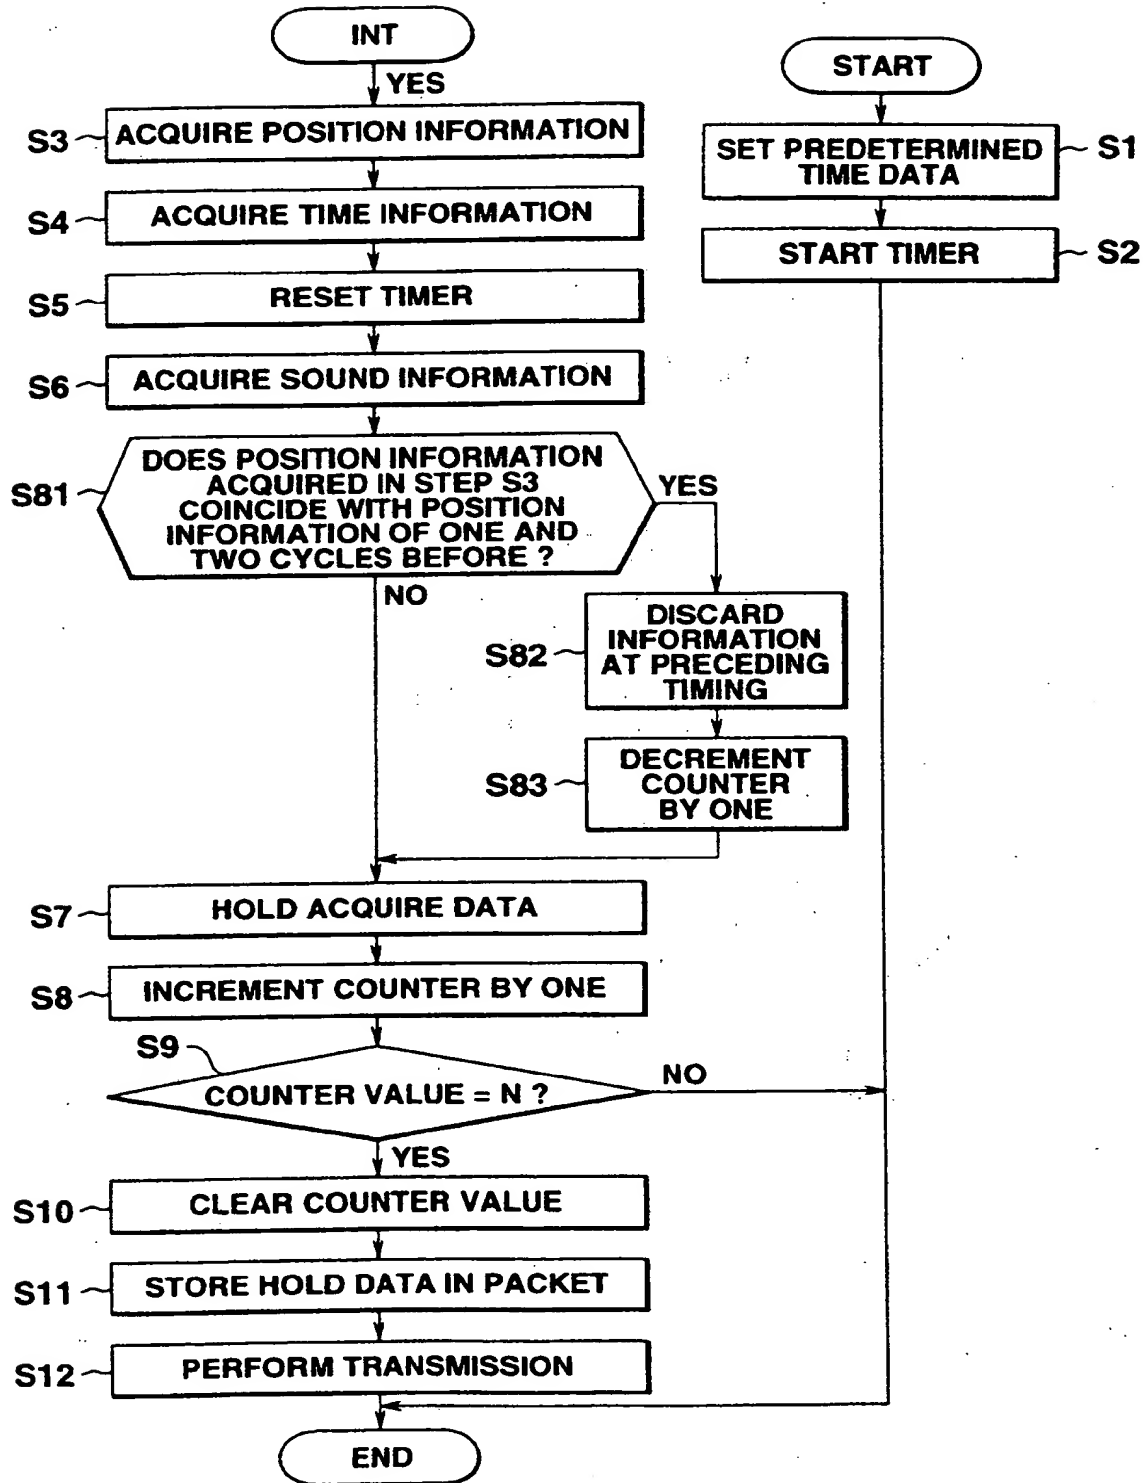 INT
YES
S3
ACQUIRE POSITION INFORMATION
S4
ACQUIRE TIME INFORMATION
S5
RESET TIMER
S6
ACQUIRE SOUND INFORMATION
S81
DOES POSITION INFORMATION
ACQUIRED IN STEP S3
COINCIDE WITH POSITION
INFORMATION OF ONE AND
TWO CYCLES BEFORE ?
YES
NO
S82
DISCARD
INFORMATION
AT PRECEDING
TIMING
S83
DECREMENT
COUNTER
BY ONE
S7
HOLD ACQUIRE DATA
S8
INCREMENT COUNTER BY ONE
S9
COUNTER VALUE = N ?
NO
YES
S10
CLEAR COUNTER VALUE
S11
STORE HOLD DATA IN PACKET
S12
PERFORM TRANSMISSION
END
START
SET PREDETERMINED
TIME DATA
S1
START TIMER
S2